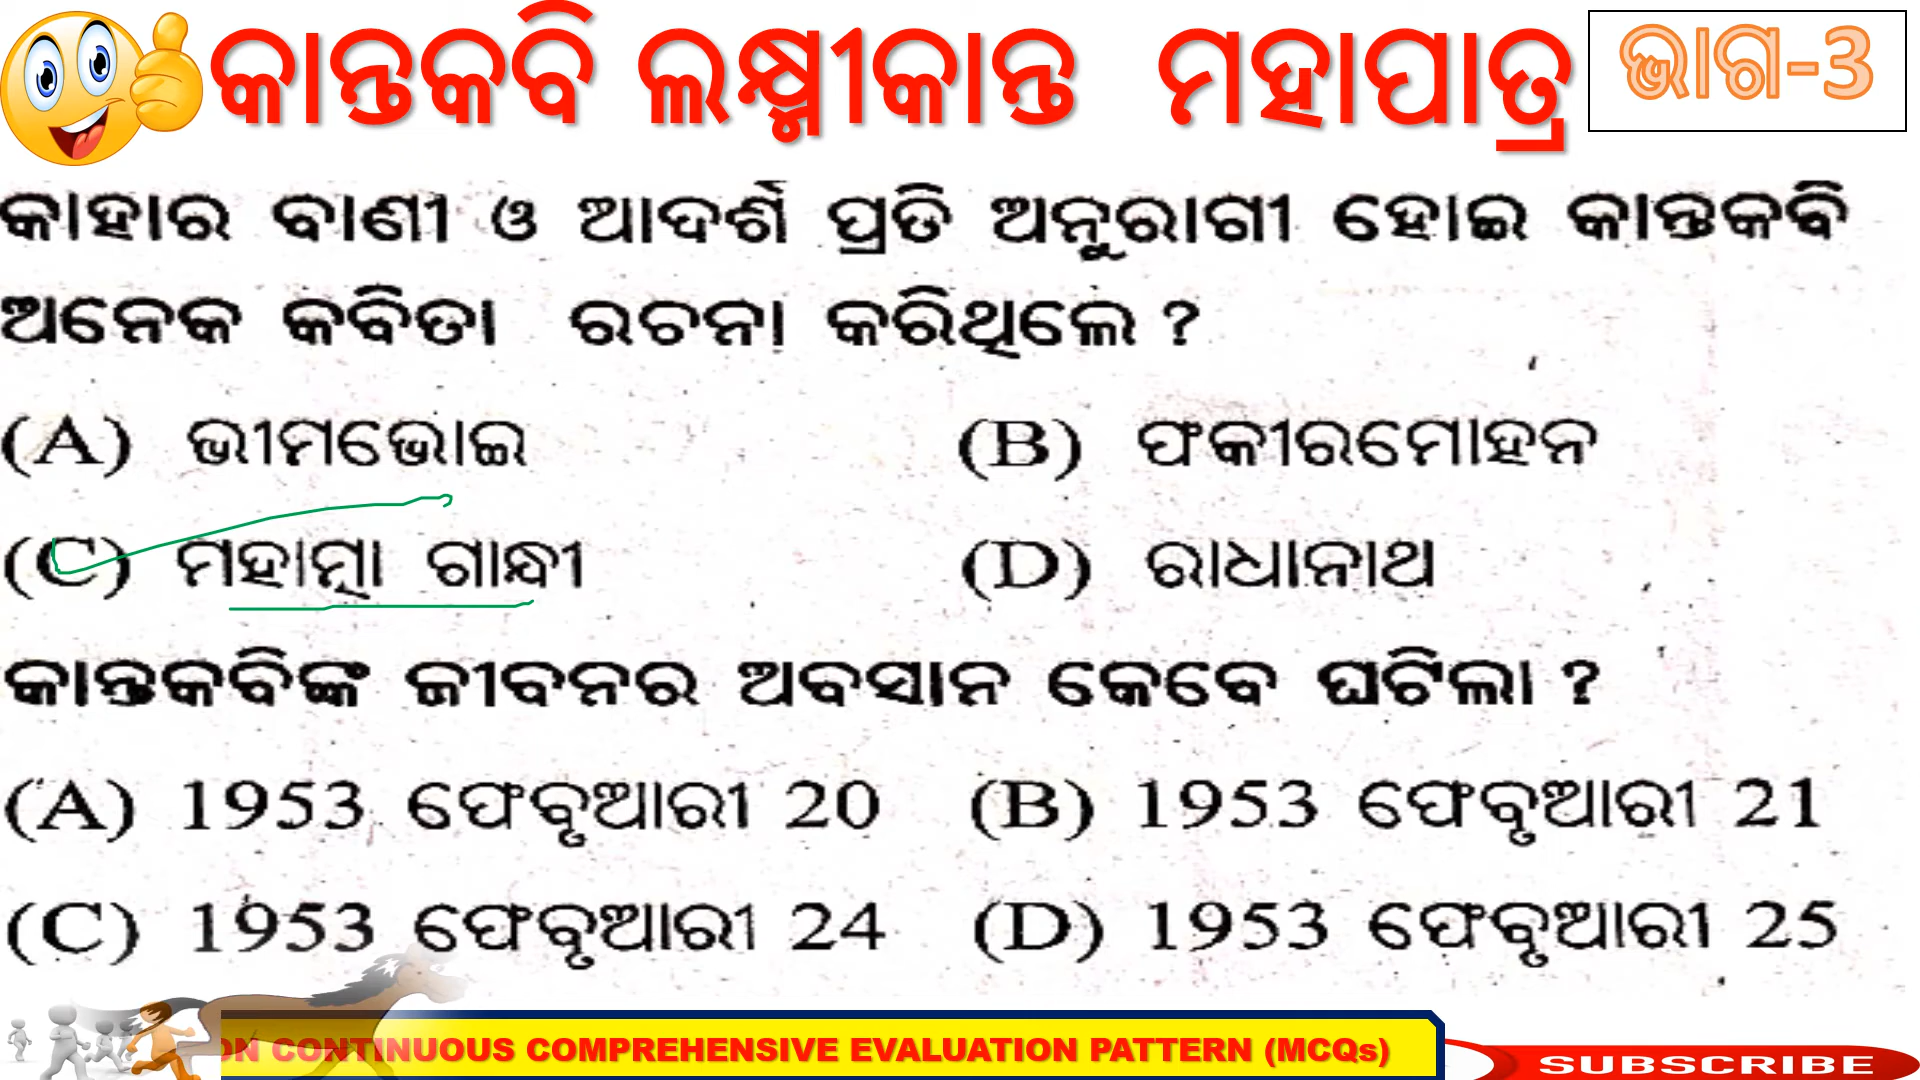 କାନ୍ତକବି ଲକ୍ଷ୍ମୀକାନ୍ତ ମହାପାତ୍ର
ଭାଗ-3
କାହାର ବାଣୀ ଓ ଆଦର୍ଶ ପ୍ରତି ଅନୁରାଗୀ ହୋଇ କାନ୍ତକବି
ଅନେକ କବିତା ରଚନା କରିଥିଲେ ?
(A) ଭୀମଭୋଇ (B) ଫକୀରମୋହନ
(C) ମହାତ୍ମା ଗାନ୍ଧୀ (D) ରାଧାନାଥ
କାନ୍ତକବିଙ୍କ ଜୀବନର ଅବସାନ କେବେ ଘଟିଲା ?
(A) 1953 ଫେବୃଆରୀ 20 (B) 1953 ଫେବୃଆରୀ 21
(C) 1953 ଫେବୃଆରୀ 24 (D) 1953 ଫେବୃଆରୀ 25
ON CONTINUOUS COMPREHENSIVE EVALUATION PATTERN (MCQs)
SUBSCRIBE